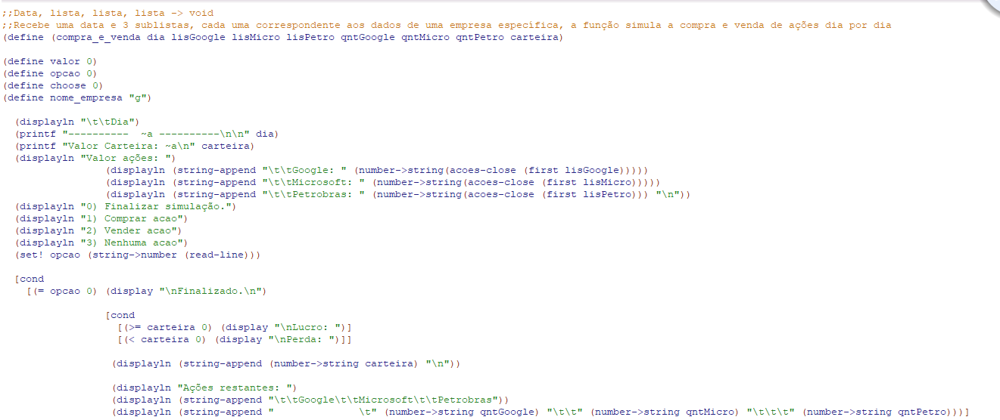 ;;Data, lista, lista, lista -> void
;;Recebe uma data e 3 sublistas, cada uma correspondente aos dados de uma empresa específica, a função simula a compra e venda de ações dia por dia
(define (compra_e_venda dia lisGoogle lisMicro lisPetro qntGoogle qntMicro qntPetro carteira)
(define valor 0)
(define opcao 0)
(define choose 0)
(define nome_empresa "g")
(displayln "\t\tDia")
(printf "----------  ~a ----------\n\n" dia)
(printf "Valor Carteira: ~a\n" carteira)
(displayln "Valor ações: ")
(displayln (string-append "\t\tGoogle: " (number->string(acoes-close (first lisGoogle)))))
(displayln (string-append "\t\tMicrosoft: " (number->string(acoes-close (first lisMicro)))))
(displayln (string-append "\t\tPetrobras: " (number->string(acoes-close (first lisPetro))) "\n"))
(displayln "0) Finalizar simulação.")
(displayln "1) Comprar acao")
(displayln "2) Vender acao")
(displayln "3) Nenhuma acao")
(set! opcao (string->number (read-line)))
[cond
[(= opcao 0) (display "\nFinalizado.\n")
[cond
[(>= carteira 0) (display "\nLucro: ")]
[(< carteira 0) (display "\nPerda: ")]]
(displayln (string-append (number->string carteira) "\n"))
(displayln "Ações restantes: ")
(displayln (string-append "\t\tGoogle\t\tMicrosoft\t\tPetrobras"))
(displayln (string-append "              \t" (number->string qntGoogle) "\t\t" (number->string qntMicro) "\t\t\t" (number->string qntPetro)))]